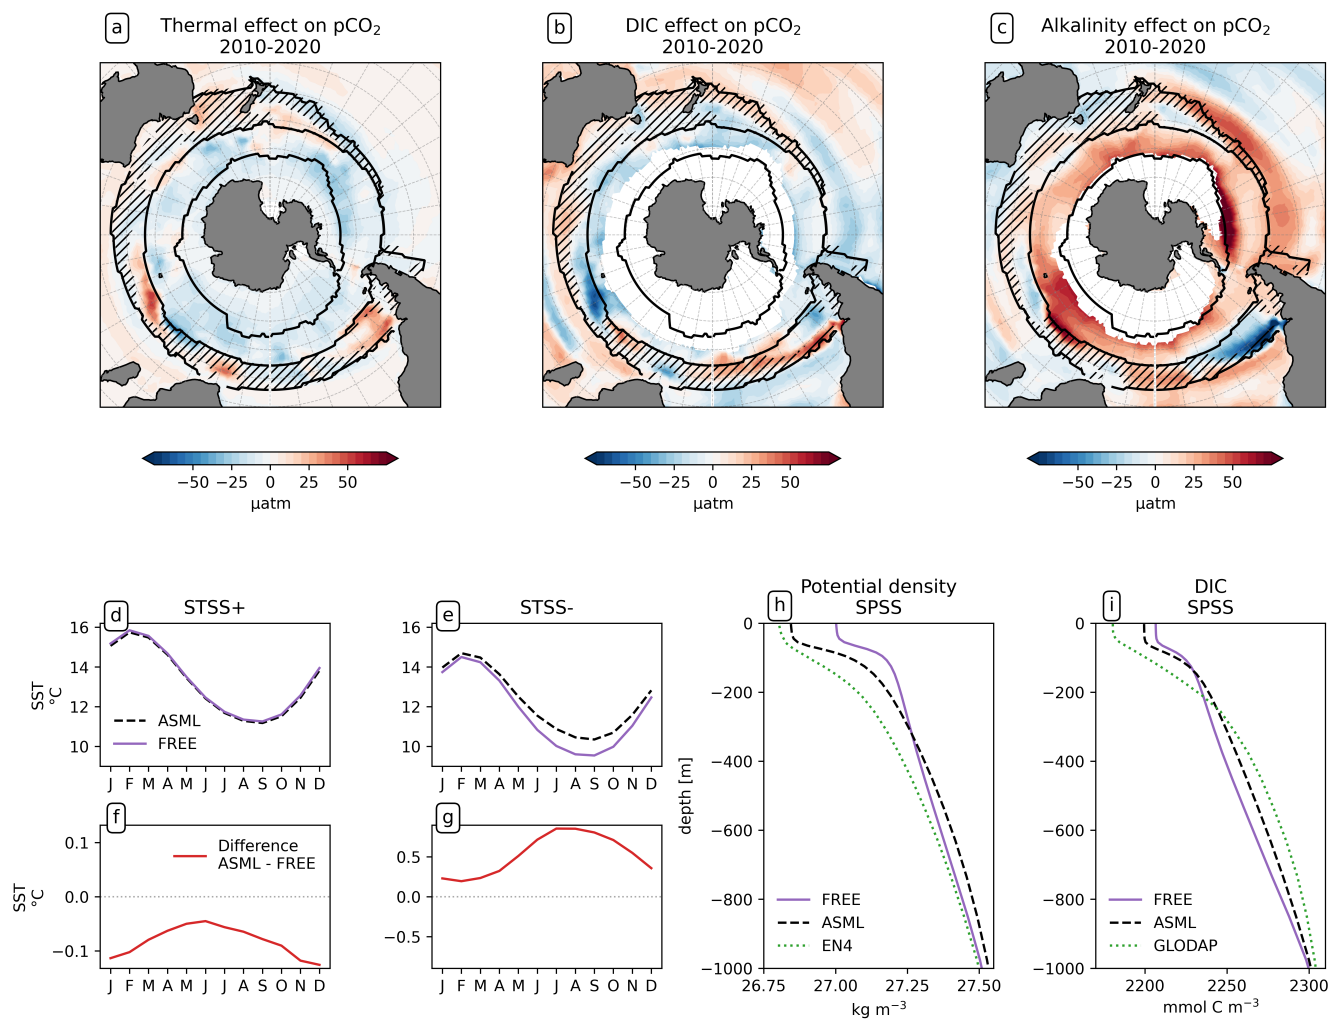 a
Thermal effect on pCO₂
2010-2020
b
DIC effect on pCO₂
2010-2020
c
Alkalinity effect on pCO₂
2010-2020
−50 −25 0 25 50
µatm
−50 −25 0 25 50
µatm
−50 −25 0 25 50
µatm
d
STSS+
16
14
12
10
SST
°C
ASML
FREE
J F M A M J J A S O N D
e
STSS-
16
14
12
10
J F M A M J J A S O N D
f
Difference
ASML - FREE
0.1
0.0
−0.1
SST
°C
J F M A M J J A S O N D
g
0.5
0.0
−0.5
J F M A M J J A S O N D
h
Potential density
SPSS
0
−200
−400
−600
−800
−1000
depth [m]
FREE
ASML
EN4
26.75 27.00 27.25 27.50
kg m⁻³
i
DIC
SPSS
0
−200
−400
−600
−800
−1000
FREE
ASML
GLODAP
2200 2250 2300
mmol C m⁻³